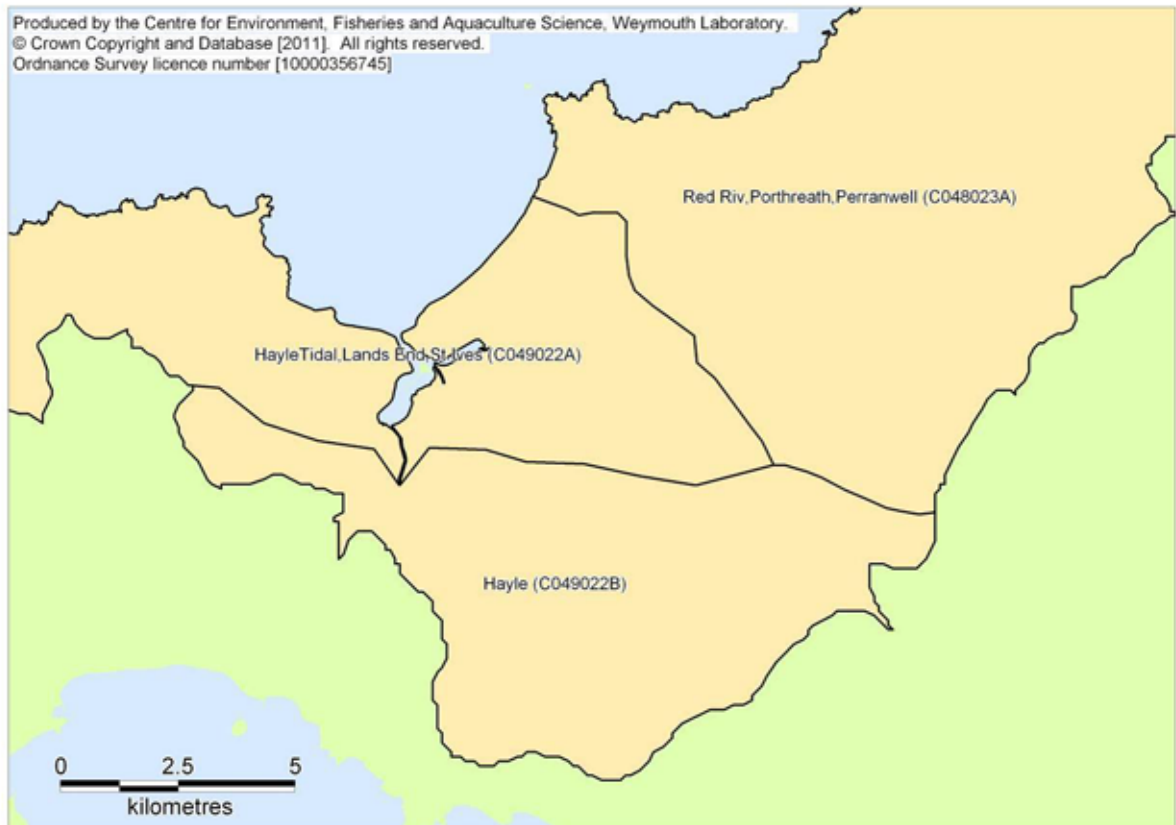 Produced by the Centre for Environment, Fisheries and Aquaculture Science, Weymouth Laboratory.
© Crown Copyright and Database [2011]. All rights reserved.
Ordnance Survey licence number [10000356745]
Red Riv,Porthreath,Perranwell (C048023A)
HayleTidal,Lands End,St Ives (C049022A)
Hayle (C049022B)
0 2.5 5
kilometres